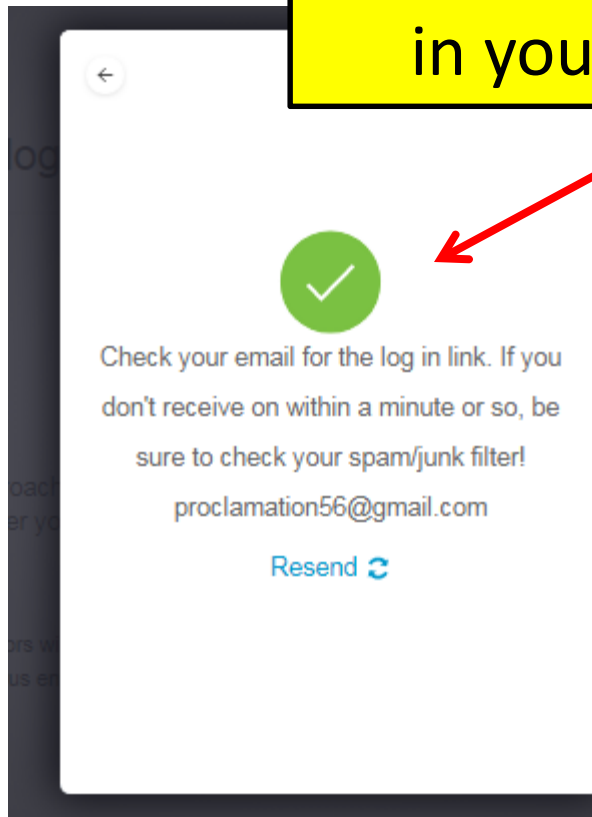 in you
log
Check your email for the log in link. If you
don't receive on within a minute or so, be
sure to check your spam/junk filter!
proclamation56@gmail.com
Resend